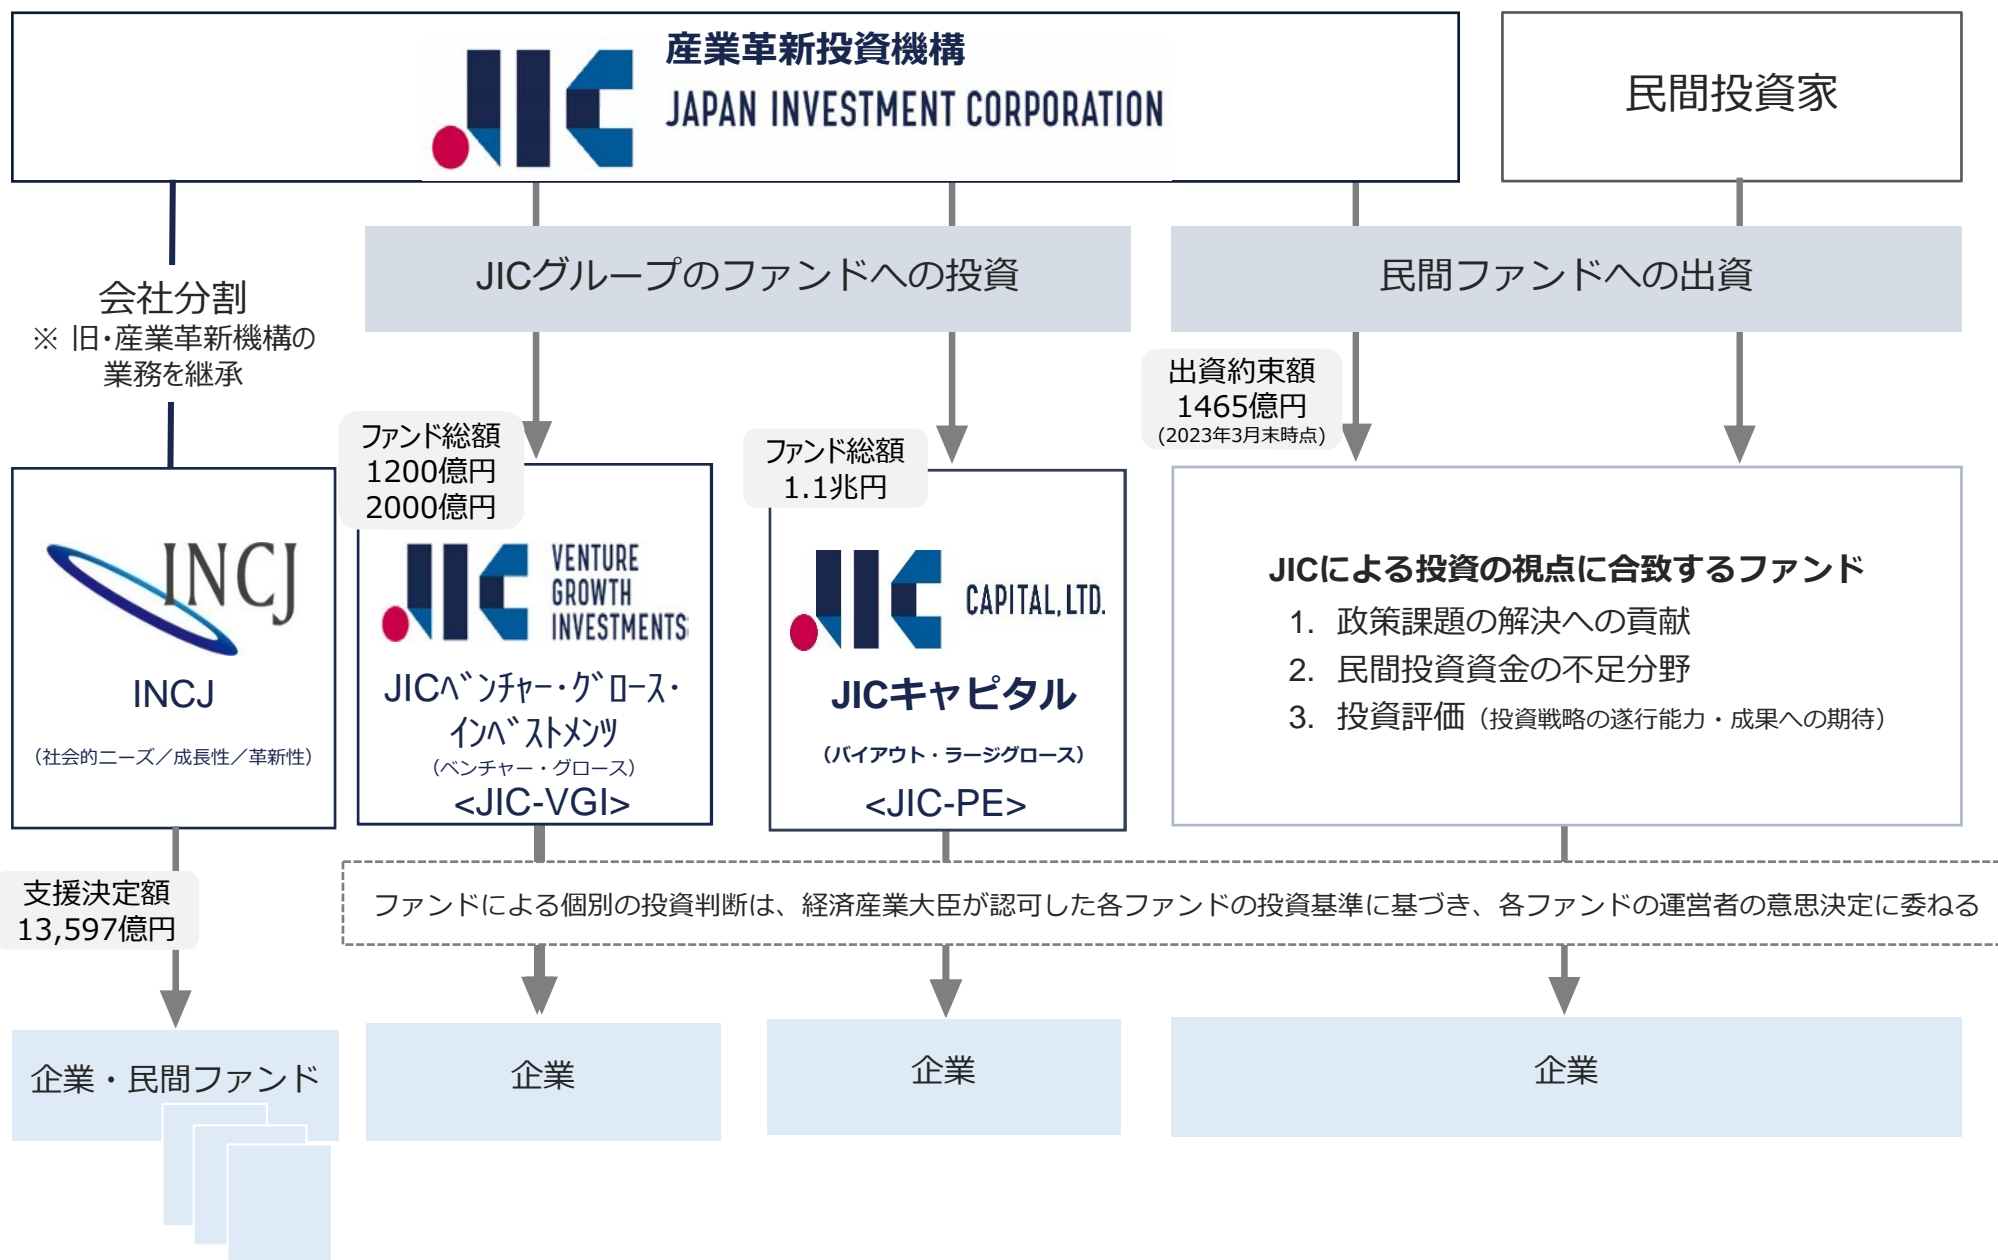 産業革新投資機構
JIC JAPAN INVESTMENT CORPORATION
民間投資家
会社分割
※ 旧・産業革新機構の
業務を継承
JICグループのファンドへの投資
民間ファンドへの出資
ファンド総額
1200億円
2000億円
ファンド総額
1.1兆円
出資約束額
1465億円
(2023年3月末時点)
INCJ
INCJ
（社会的ニーズ／成長性／革新性）
JIC VENTURE
GROWTH
INVESTMENTS
JICﾍﾞﾝﾁｬｰ・ｸﾞﾛｰｽ・
ｲﾝﾍﾞｽﾄﾒﾝﾂ
（ベンチャー・グロース）
<JIC-VGI>
JIC CAPITAL, LTD.
JICキャピタル
（バイアウト・ラージグロース）
<JIC-PE>
JICによる投資の視点に合致するファンド
1. 政策課題の解決への貢献
2. 民間投資資金の不足分野
3. 投資評価（投資戦略の遂行能力・成果への期待）
支援決定額
13,597億円
ファンドによる個別の投資判断は、経済産業大臣が認可した各ファンドの投資基準に基づき、各ファンドの運営者の意思決定に委ねる
企業・民間ファンド
企業
企業
企業